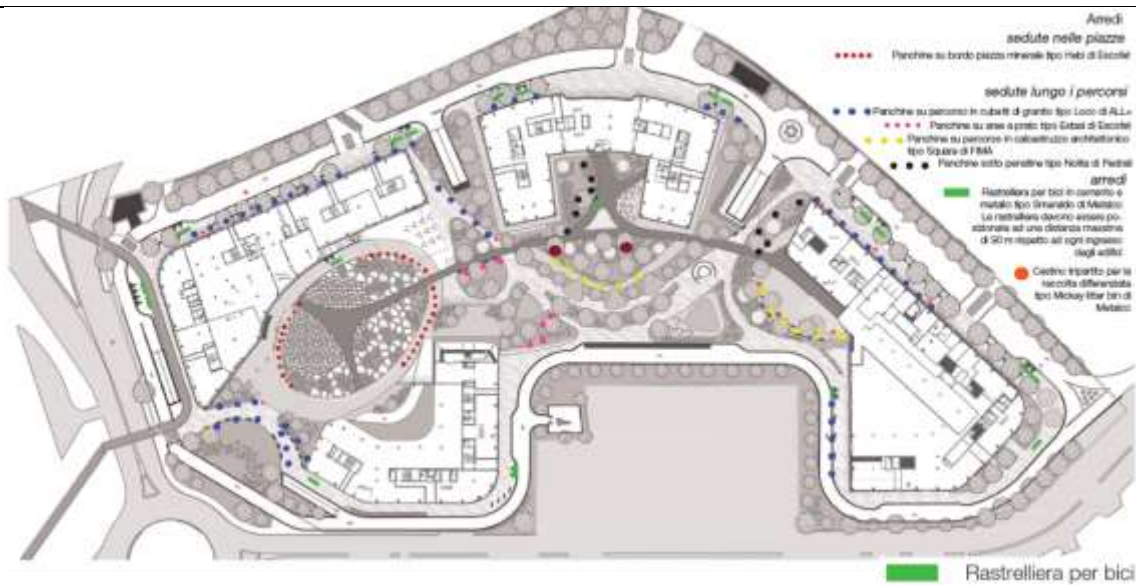 Arredi
sedute nelle piazze
Panchine su bordo piazza minerale tipo Hebi di Escofet
sedute lungo i percorsi
Panchine su percorso in cubetti di granito tipo Loco di ALL+
Panchine su aree a prato tipo di Escofet
Panchine su percorso in calcestruzzo architettonico
tipo Square di FIMA
Panchine sotto pensiline tipo Nolita di Pedrali
arredi
Rastrelliera per bici in cemento e
metallo tipo Smeraldo di Metalco
Le rastrelliere devono essere po-
sizionate ad una distanza massima
di 50 m rispetto ad ogni ingresso
degli edifici
Cestino tripartito per la
raccolta differenziata
tipo Mickey litter bin di
Metalco
Rastrelliera per bici